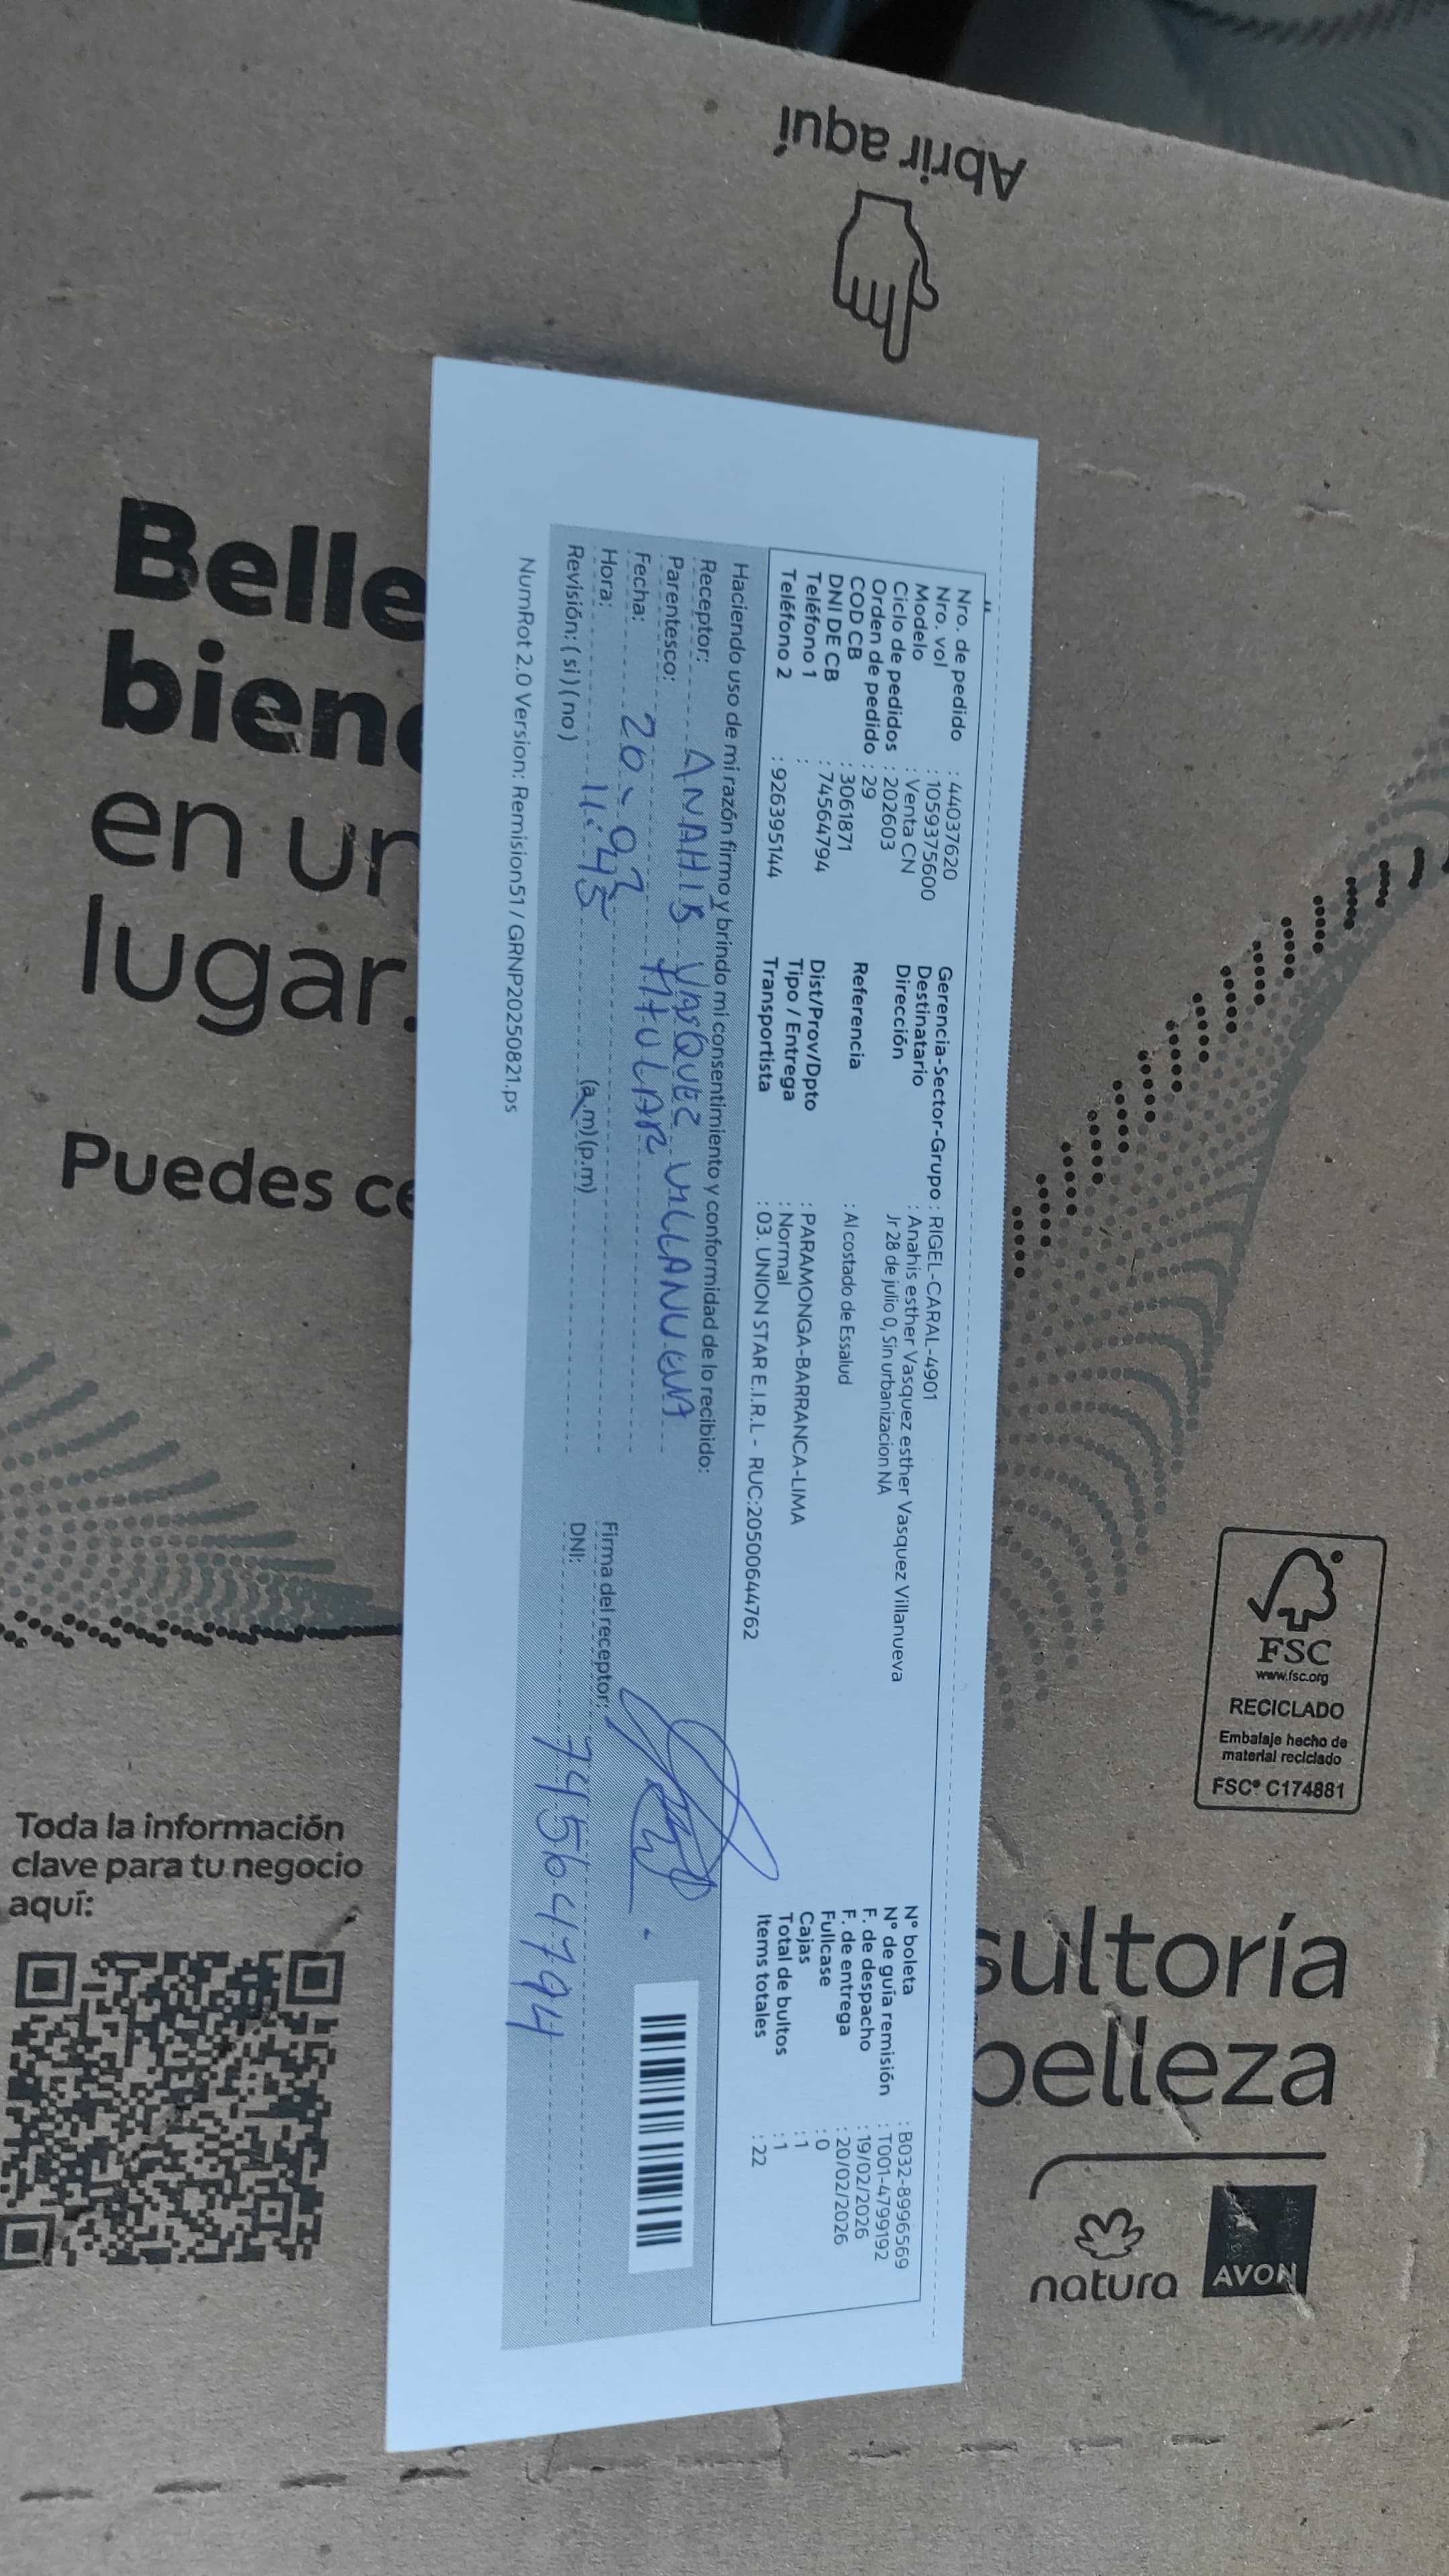 Abrir aquí
Nro. de pedido : 44037620
Nro. vol : 1059375600
Modelo : Venta CN
Ciclo de pedidos : 202603
Orden de pedido : 29
COD CB : 3061871
DNI DE CB : 74564794
Teléfono 1 :
Teléfono 2 : 926395144
Gerencia-Sector-Grupo : RIGEL-CARAL-4901
Destinatario : Anahis esther Vasquez esther Vasquez Villanueva
Dirección Jr 28 de julio 0, Sin urbanizacion NA
Referencia : Al costado de Essalud
Dist/Prov/Dpto : PARAMONGA-BARRANCA-LIMA
Tipo / Entrega : Normal
Transportista : 03. UNION STAR E.I.R.L - RUC:20500644762
N° boleta : B032-8996569
N° de guía remisión : T001-4799192
F. de despacho : 19/02/2026
F. de entrega : 20/02/2026
Fullcase : 0
Cajas : 1
Total de bultos : 1
Items totales : 22
Haciendo uso de mi razón firmo y brindo mi consentimiento y conformidad de lo recibido:
Receptor: ANAHIS VASQUEZ VILLANUEVA
Parentesco: TITULAR
Fecha: 20-02
Hora: 11:45 (a.m) (p.m)
Revisión: ( si ) ( no )
Firma del receptor:
DNI: 74564794
NumRot 2.0 Version: Remision51 / GRNP20250821.ps
Belle
bien
en un
lugar.
Puedes ce
FSC
www.fsc.org
RECICLADO
Embalaje hecho de
material reciclado
FSC® C174881
Toda la información
clave para tu negocio
aquí:
sultoría
belleza
natura
AVON